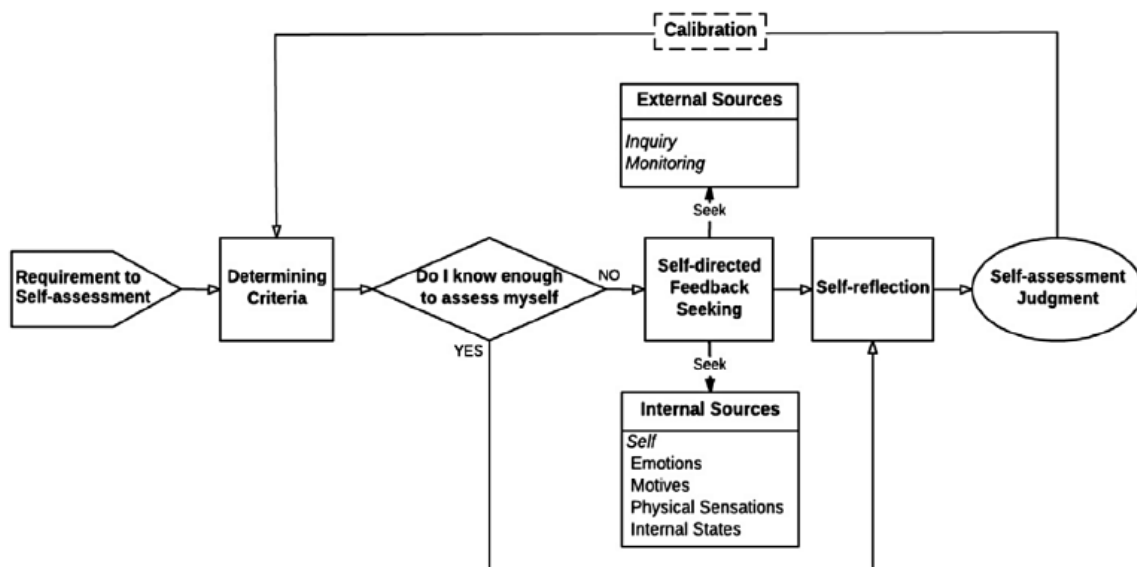 Calibration
External Sources
Inquiry
Monitoring
Seek
Requirement to
Self-assessment
Determining
Criteria
Do I know enough
to assess myself
NO
YES
Self-directed
Feedback
Seeking
Self-reflection
Self-assessment
Judgment
Seek
Internal Sources
Self
Emotions
Motives
Physical Sensations
Internal States